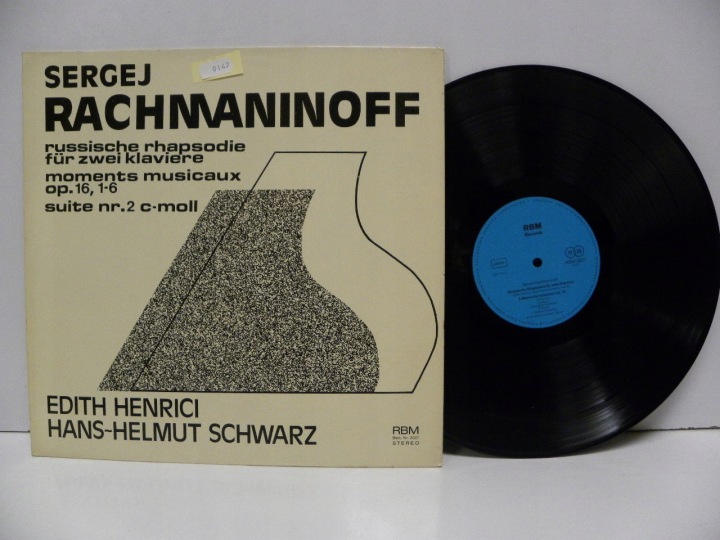 0142
SERGEJ
RACHMANINOFF
russische rhapsodie
für zwei klaviere
moments musicaux
op.16, 1-6
suite nr.2 c-moll
EDITH HENRICI
HANS-HELMUT SCHWARZ
RBM
STEREO
RBM
Records